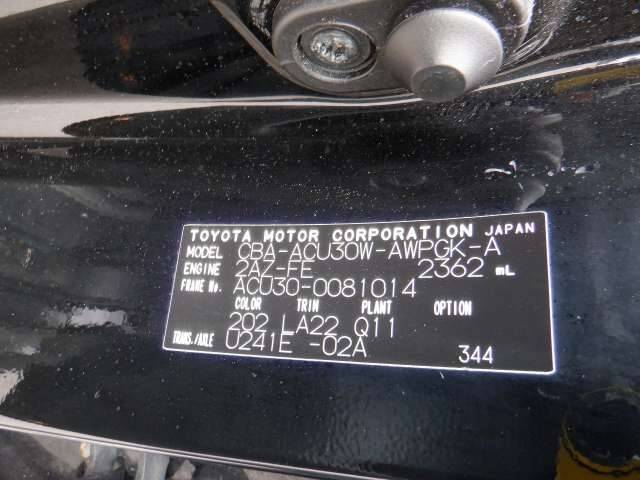 TOYOTA MOTOR CORPORATION JAPAN
MODEL CBA-ACU30W-AWPGK-A
ENGINE 2AZ-FE 2362 mL
FRAME No. ACU30-0081014
COLOR TRIM PLANT OPTION
202 LA22 Q11
TRANS./AXLE U241E -02A 344